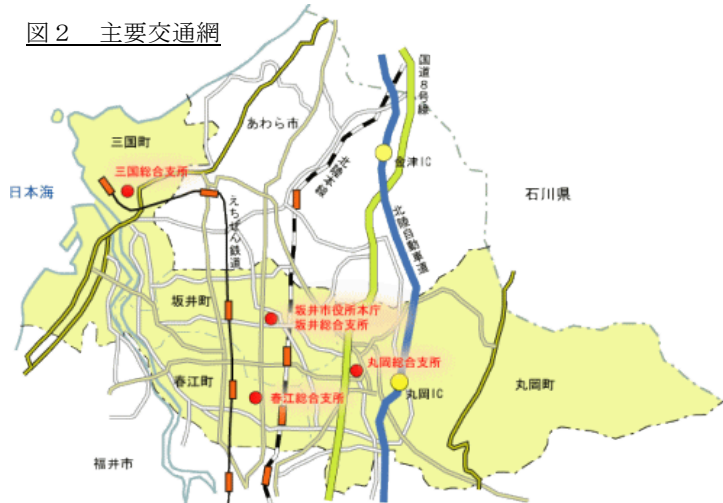 図2 主要交通網
国道8号線
あわら市
三国町
三国総合支所
北陸本線
金津IC
日本海
石川県
えちぜん鉄道
北陸自動車道
坂井町
坂井市役所本庁
坂井総合支所
丸岡総合支所
春江町
春江総合支所
丸岡IC
丸岡町
福井市